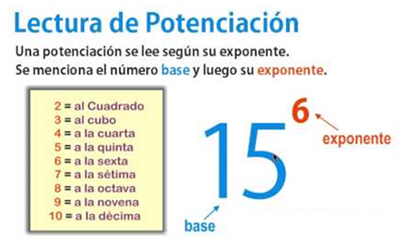 Lectura de Potenciación
Una potenciación se lee según su exponente.
Se menciona el número base y luego su exponente.
2 = al Cuadrado
3 = al cubo
4 = a la cuarta
5 = a la quinta
6 = a la sexta
7 = a la sétima
8 = a la octava
9 = a la novena
10 = a la décima
15⁶
exponente
base